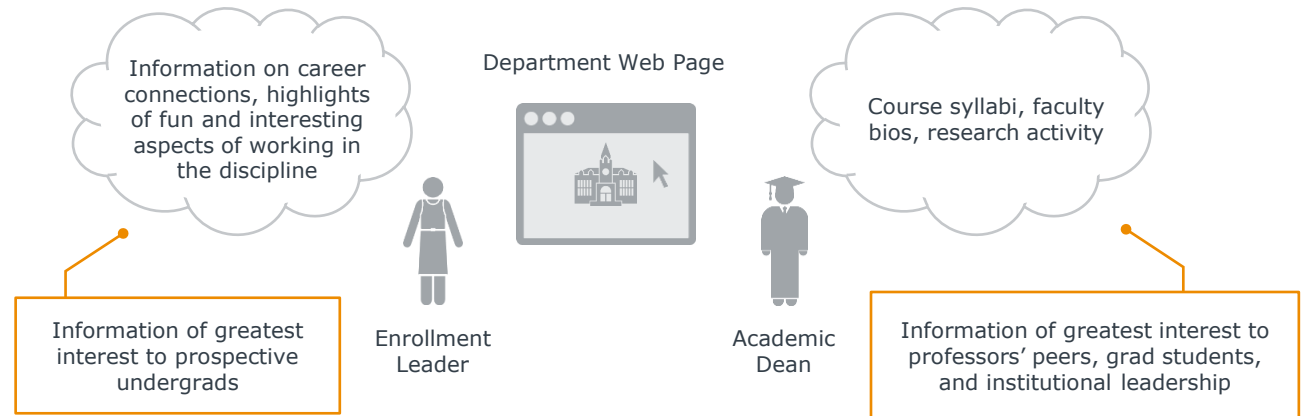 Information on career
connections, highlights
of fun and interesting
aspects of working in
the discipline
Department Web Page
Course syllabi, faculty
bios, research activity
Information of greatest
interest to prospective
undergrads
Enrollment
Leader
Academic
Dean
Information of greatest interest to
professors’ peers, grad students,
and institutional leadership